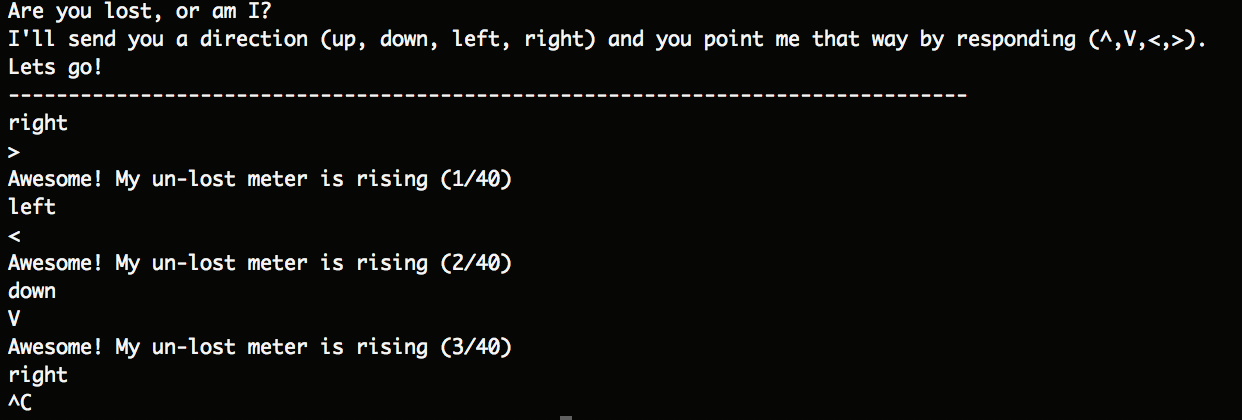 Are you lost, or am I?
I'll send you a direction (up, down, left, right) and you point me that way by responding (^,V,<,>).
Lets go!
--------------------------------------------------------------------------------
right
>
Awesome! My un-lost meter is rising (1/40)
left
<
Awesome! My un-lost meter is rising (2/40)
down
V
Awesome! My un-lost meter is rising (3/40)
right
^C